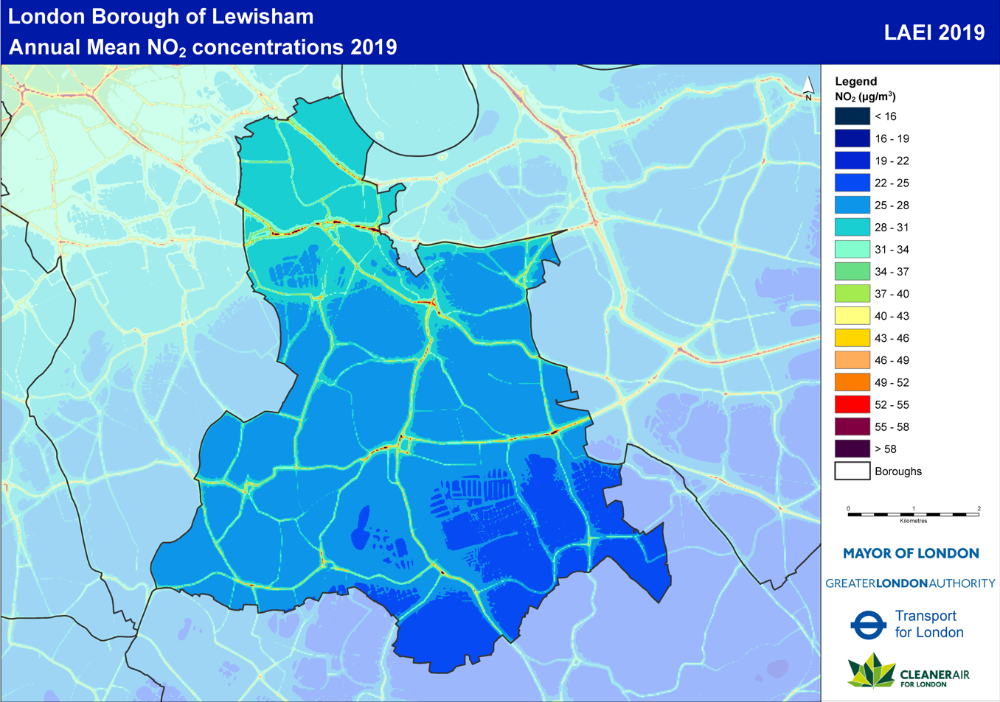 London Borough of Lewisham
Annual Mean NO₂ concentrations 2019
LAEI 2019
N
Legend
NO₂ (µg/m³)
< 16
16 - 19
19 - 22
22 - 25
25 - 28
28 - 31
31 - 34
34 - 37
37 - 40
40 - 43
43 - 46
46 - 49
49 - 52
52 - 55
55 - 58
> 58
Boroughs
0 1 2
Kilometres
MAYOR OF LONDON
GREATERLONDONAUTHORITY
Transport
for London
CLEANERAIR
FOR LONDON